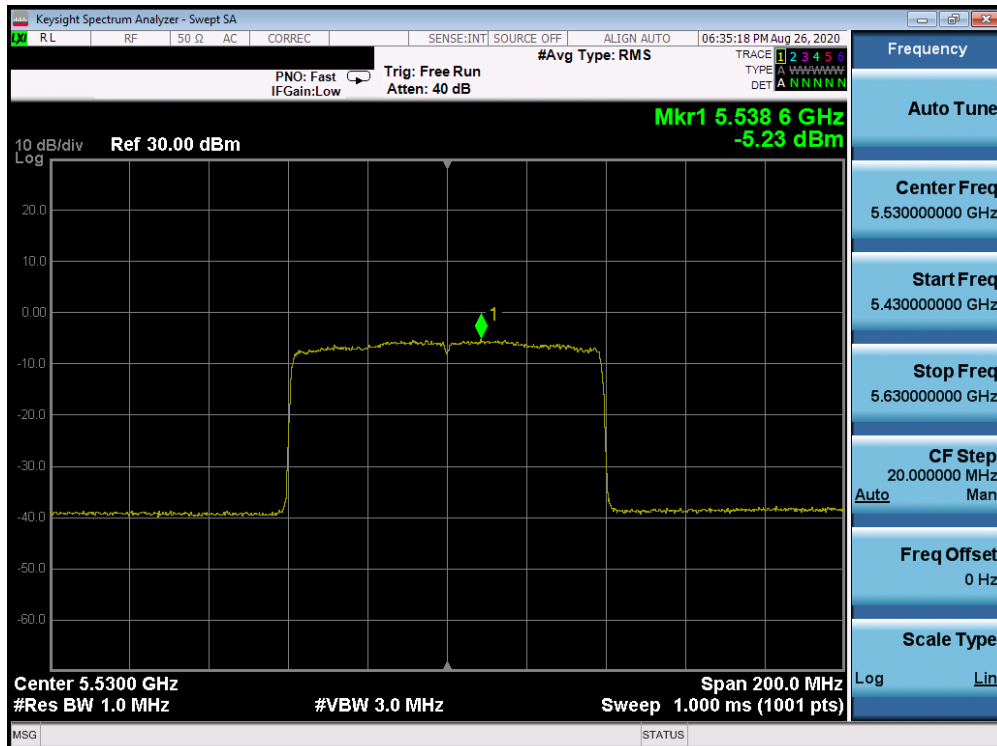 Keysight Spectrum Analyzer - Swept SA
LXI RL RF 50 Ω AC CORREC SENSE:INT SOURCE OFF ALIGN AUTO 06:35:18 PM Aug 26, 2020
#Avg Type: RMS
TRACE 1 2 3 4 5 6
TYPE A WWWWW
DET A N N N N N
PNO: Fast Trig: Free Run
IFGain:Low Atten: 40 dB
Mkr1 5.538 6 GHz
-5.23 dBm
10 dB/div Ref 30.00 dBm
Log
1
20.0
10.0
0.00
-10.0
-20.0
-30.0
-40.0
-50.0
-60.0
Center 5.5300 GHz Span 200.0 MHz
#Res BW 1.0 MHz #VBW 3.0 MHz Sweep 1.000 ms (1001 pts)
MSG STATUS
Frequency
Auto Tune
Center Freq
5.530000000 GHz
Start Freq
5.430000000 GHz
Stop Freq
5.630000000 GHz
CF Step
20.000000 MHz
Auto Man
Freq Offset
0 Hz
Scale Type
Log Lin